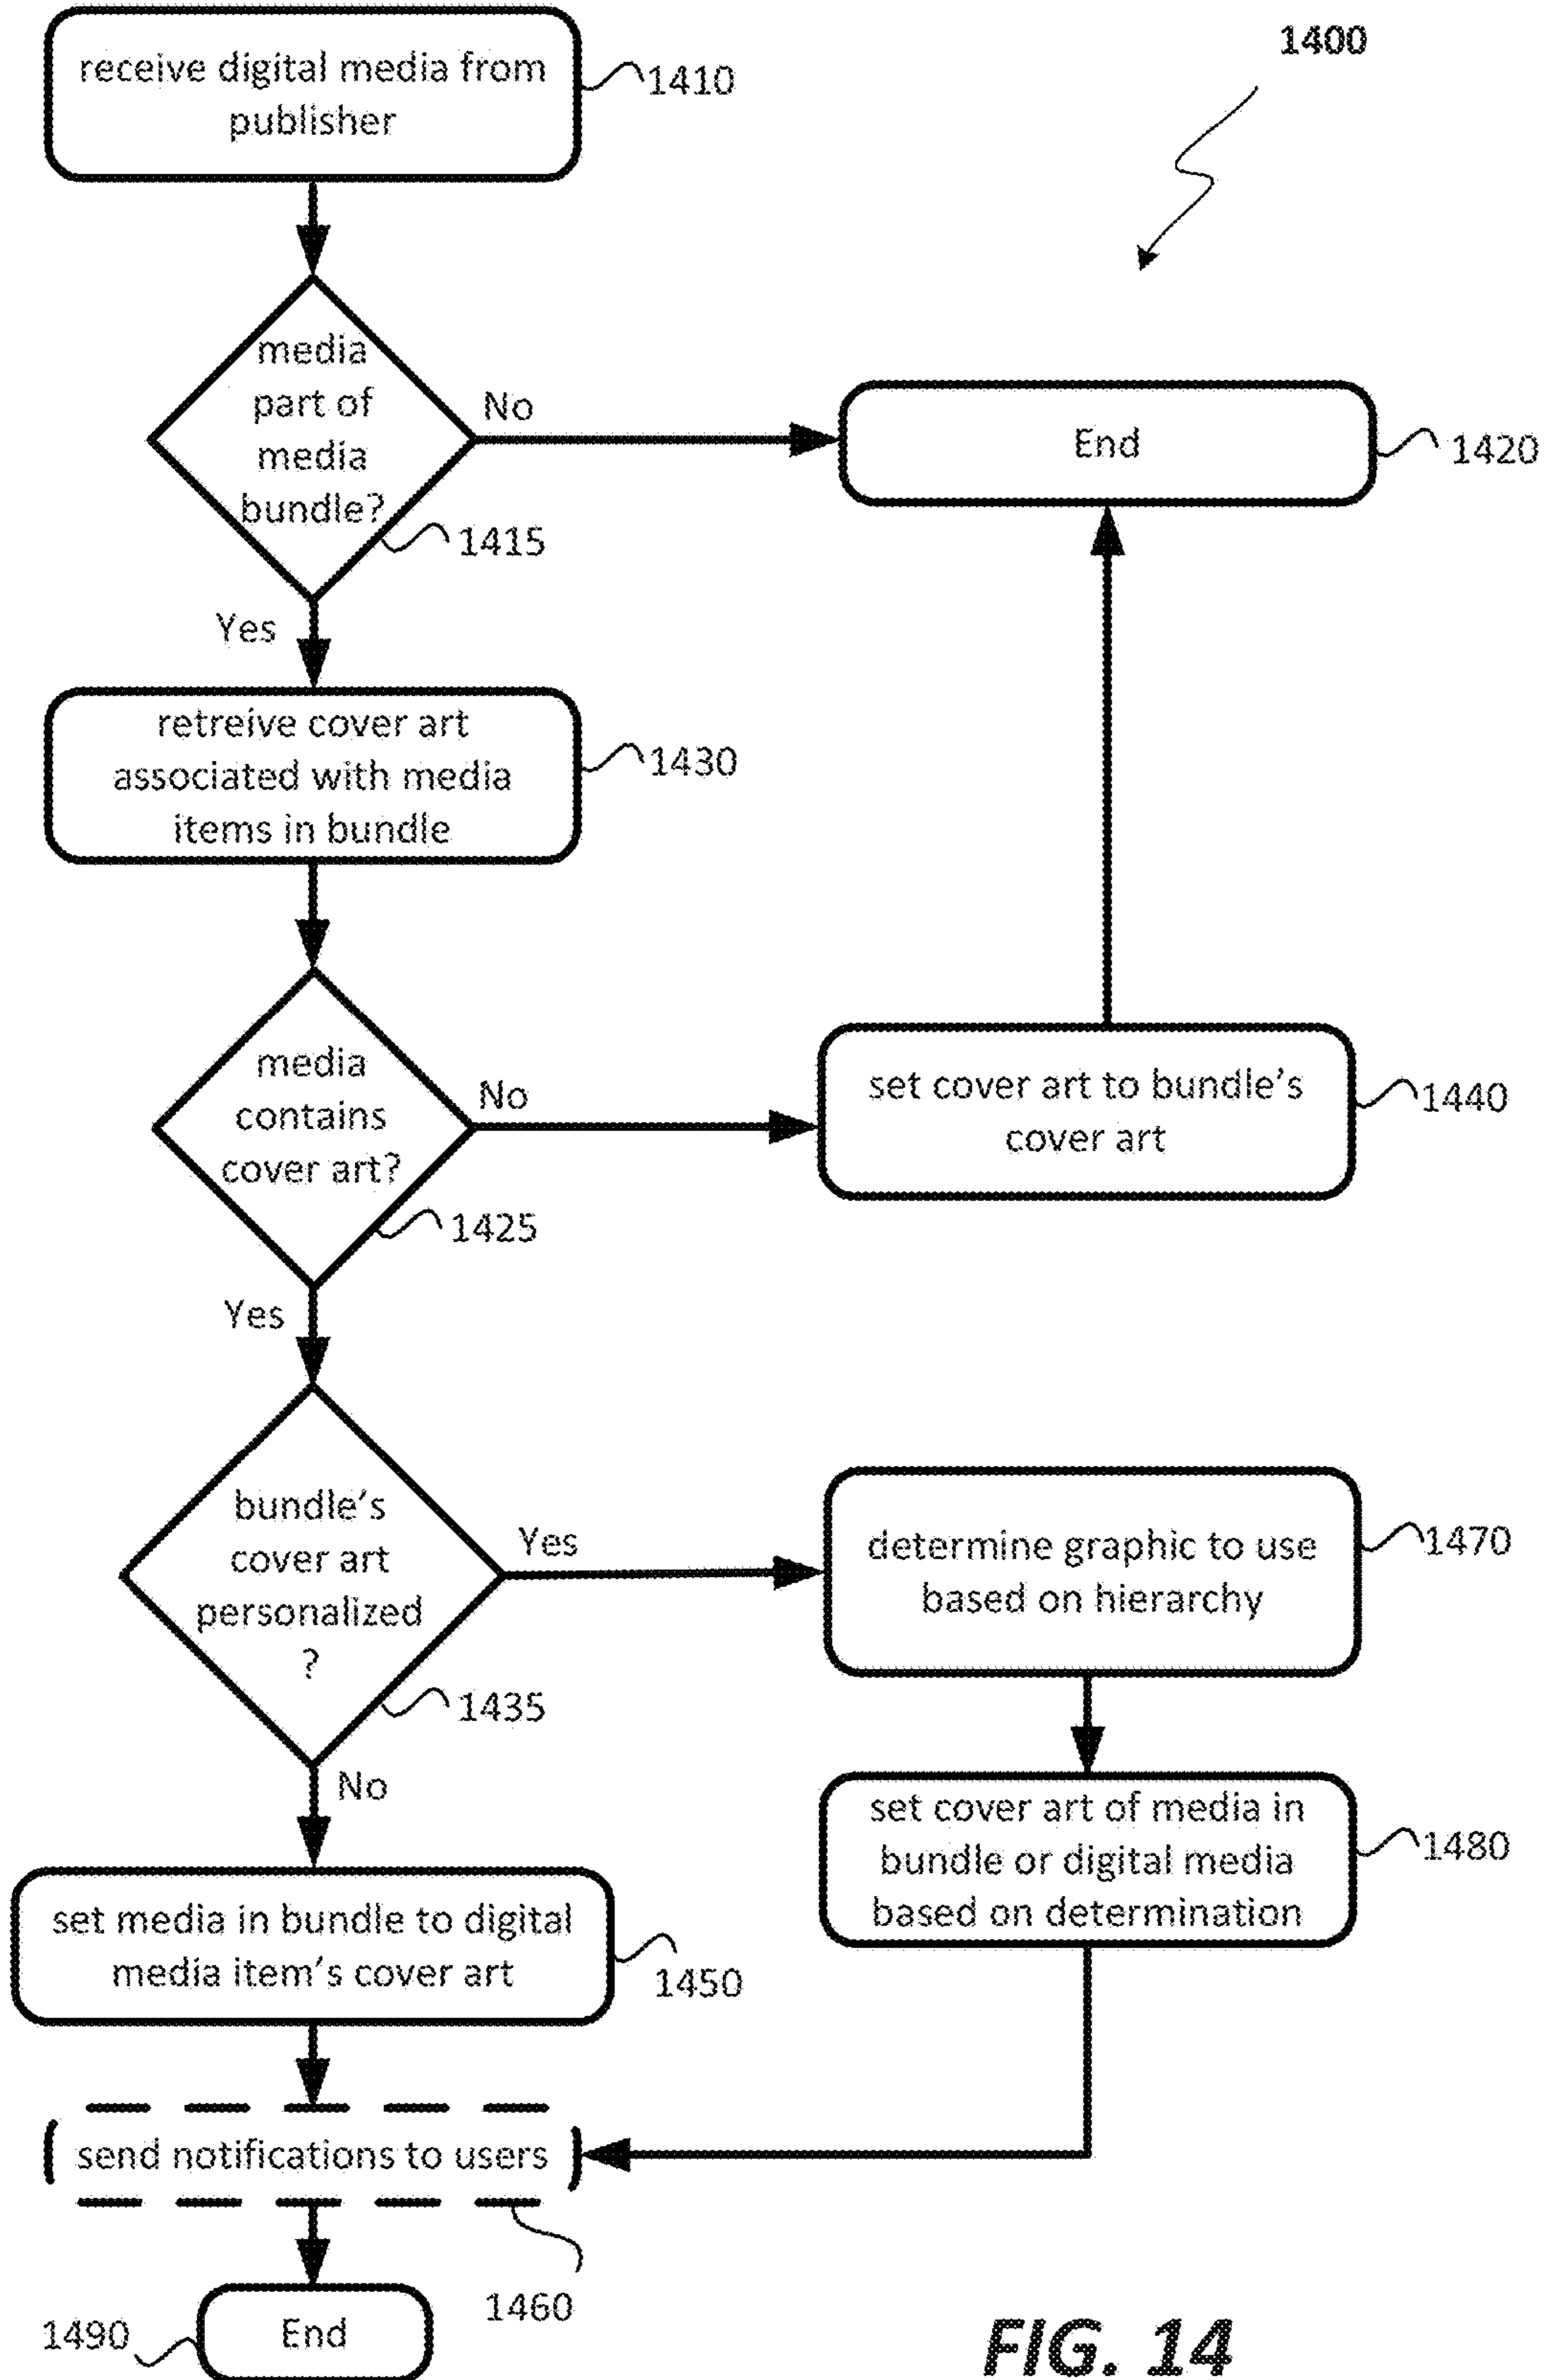 receive digital media from
publisher
1410
1400
media
part of
media
bundle?
1415
No
End
1420
Yes
retreive cover art
associated with media
items in bundle
1430
media
contains
cover art?
1425
No
set cover art to bundle's
cover art
1440
Yes
bundle's
cover art
personalized
?
1435
Yes
determine graphic to use
based on hierarchy
1470
No
set cover art of media in
bundle or digital media
based on determination
1480
set media in bundle to digital
media item's cover art
1450
send notifications to users
1460
End
1490
FIG. 14